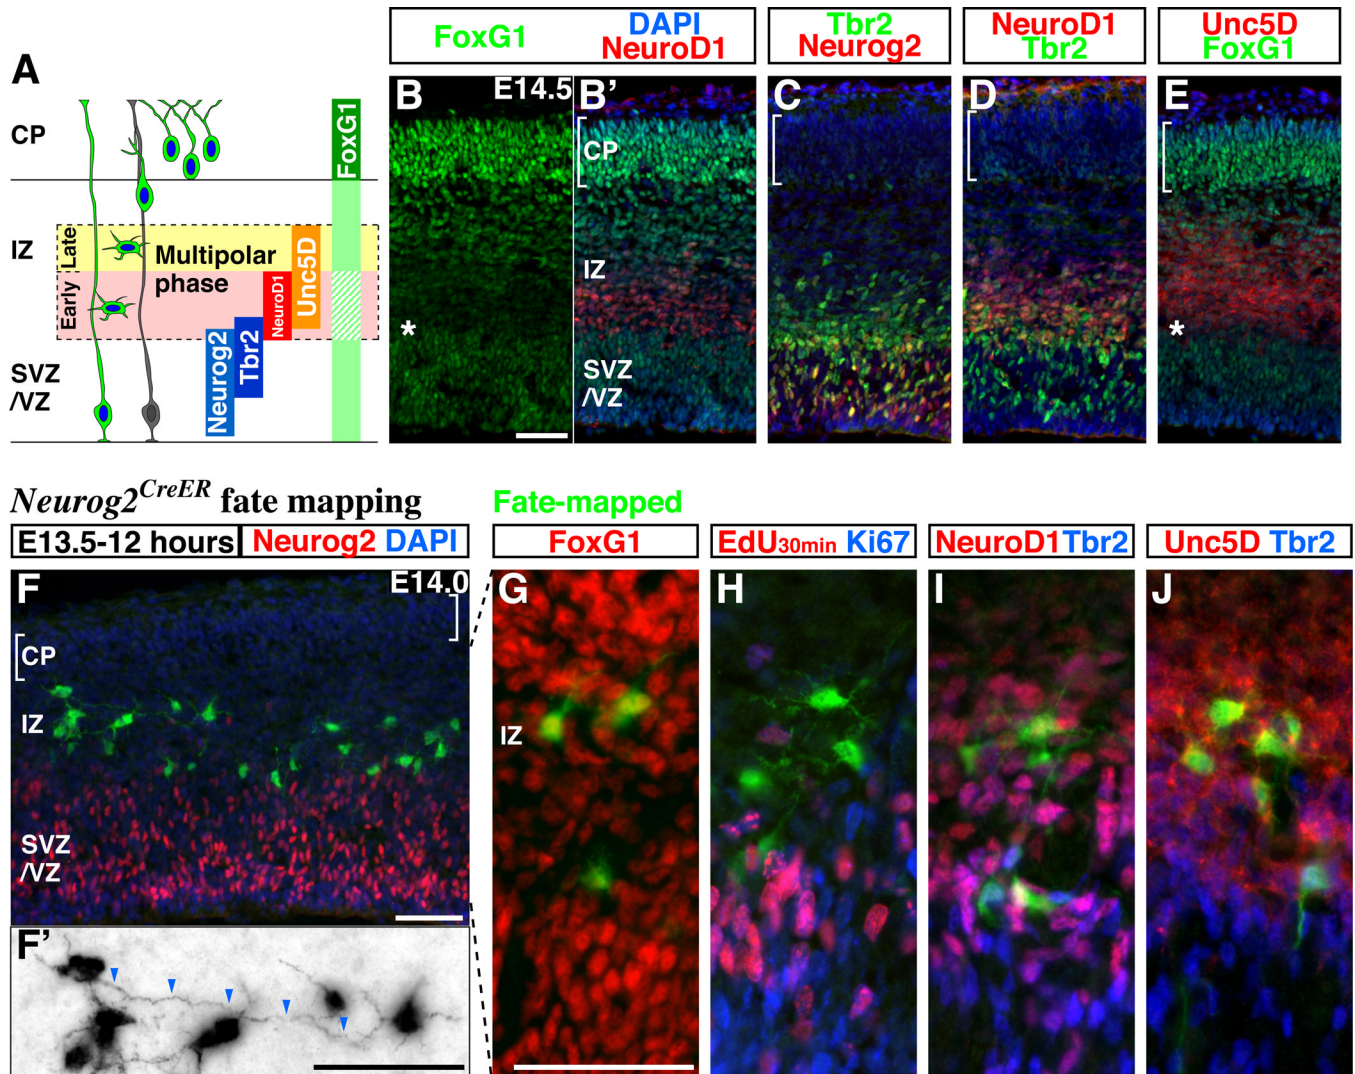 A
CP
IZ
SVZ
/VZ
Late
Early
Multipolar
phase
Neurog2
Tbr2
NeuroD1
Unc5D
FoxG1
FoxG1
DAPI
NeuroD1
Tbr2
Neurog2
NeuroD1
Tbr2
Unc5D
FoxG1
B
E14.5
*
B’
CP
IZ
SVZ
/VZ
C
D
E
*
Neurog2CreER fate mapping
E13.5-12 hours
Neurog2 DAPI
F
E14.0
CP
IZ
SVZ
/VZ
F’
Fate-mapped
FoxG1
EdU30min Ki67
NeuroD1Tbr2
Unc5D Tbr2
G
IZ
H
I
J